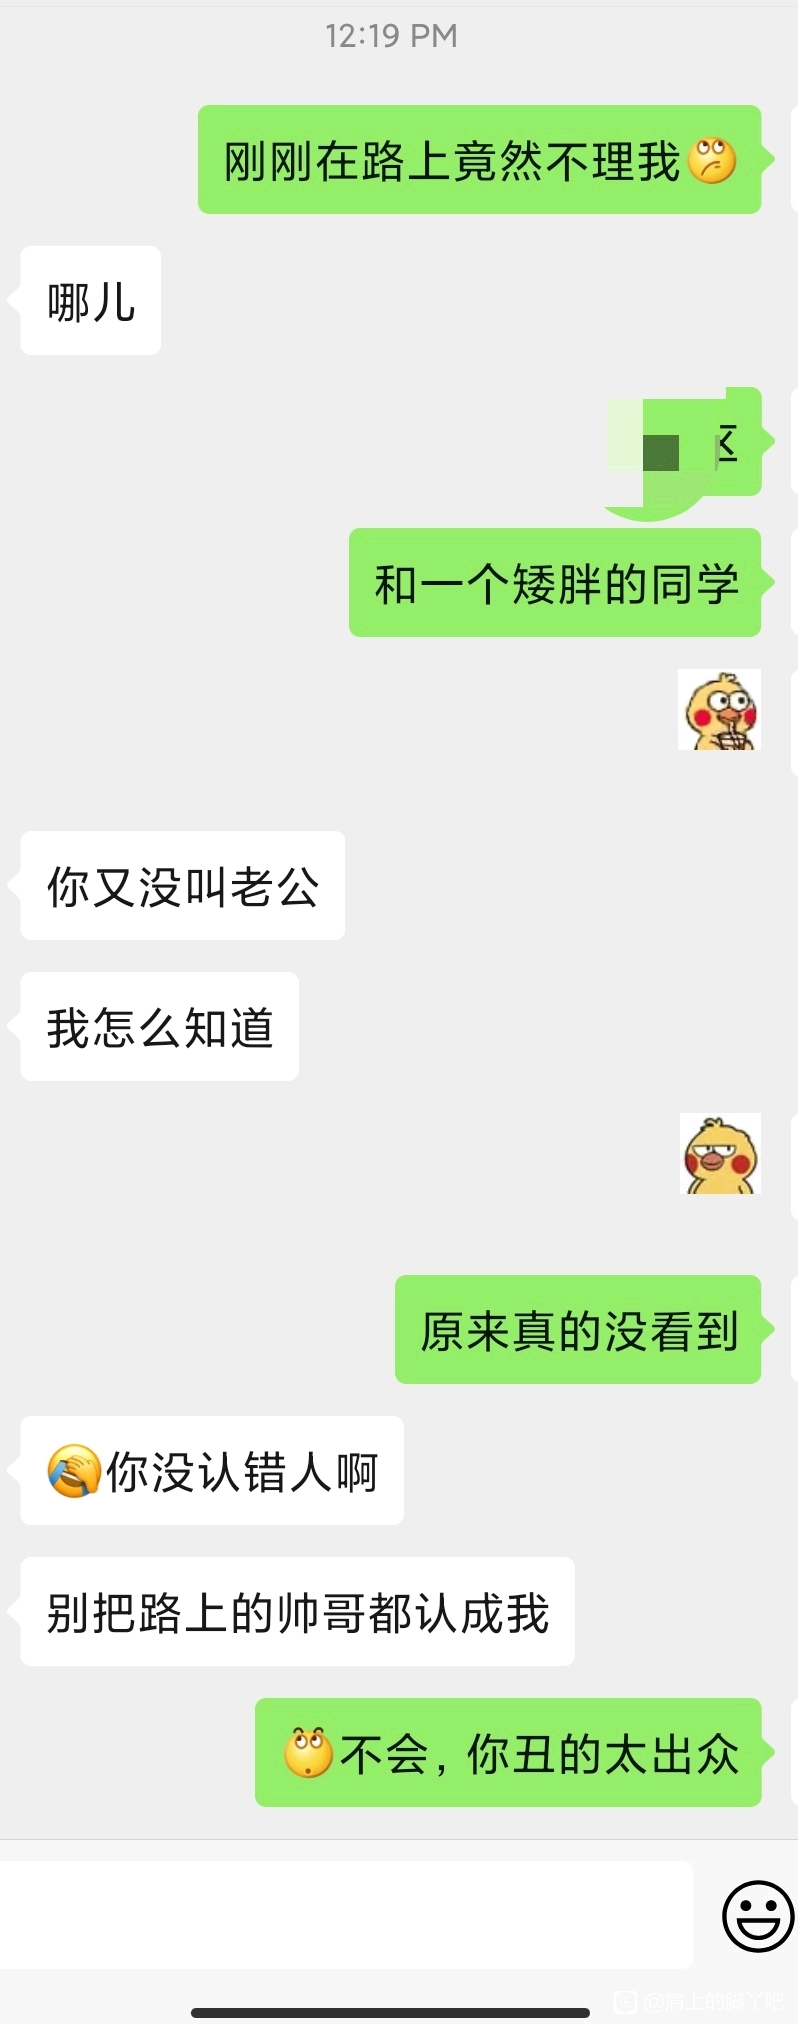 12:19 PM
刚刚在路上竟然不理我
哪儿
区
和一个矮胖的同学
你又没叫老公
我怎么知道
原来真的没看到
你没认错人啊
别把路上的帅哥都认成我
不会，你丑的太出众
@肩上的脚丫吧